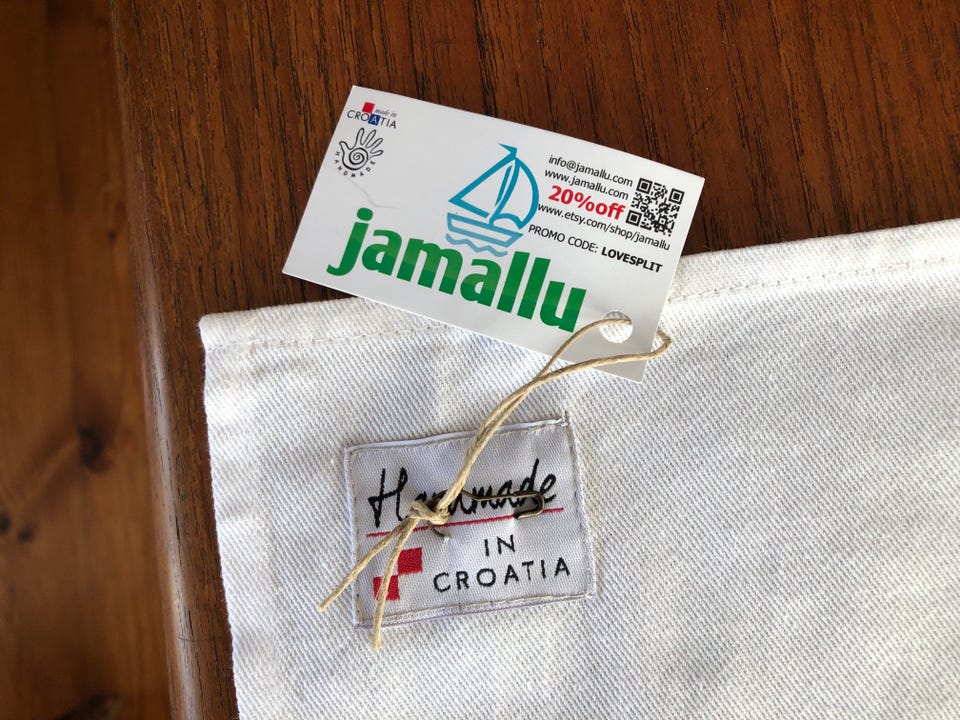 made in
CROATIA
HANDMADE
info@jamallu.com
www.jamallu.com
20%off
www.etsy.com/shop/jamallu
PROMO CODE: LOVESPLIT
jamallu
Handmade
IN
CROATIA